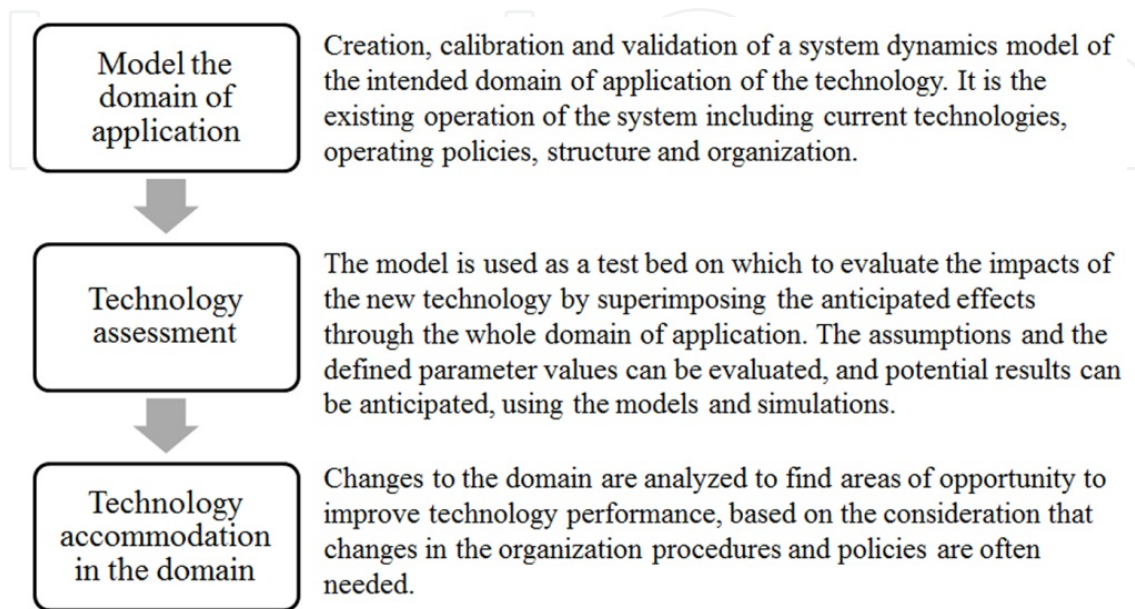 Model the
domain of
application
Creation, calibration and validation of a system dynamics model of
the intended domain of application of the technology. It is the
existing operation of the system including current technologies,
operating policies, structure and organization.
Technology
assessment
The model is used as a test bed on which to evaluate the impacts of
the new technology by superimposing the anticipated effects
through the whole domain of application. The assumptions and the
defined parameter values can be evaluated, and potential results can
be anticipated, using the models and simulations.
Technology
accommodation
in the domain
Changes to the domain are analyzed to find areas of opportunity to
improve technology performance, based on the consideration that
changes in the organization procedures and policies are often
needed.